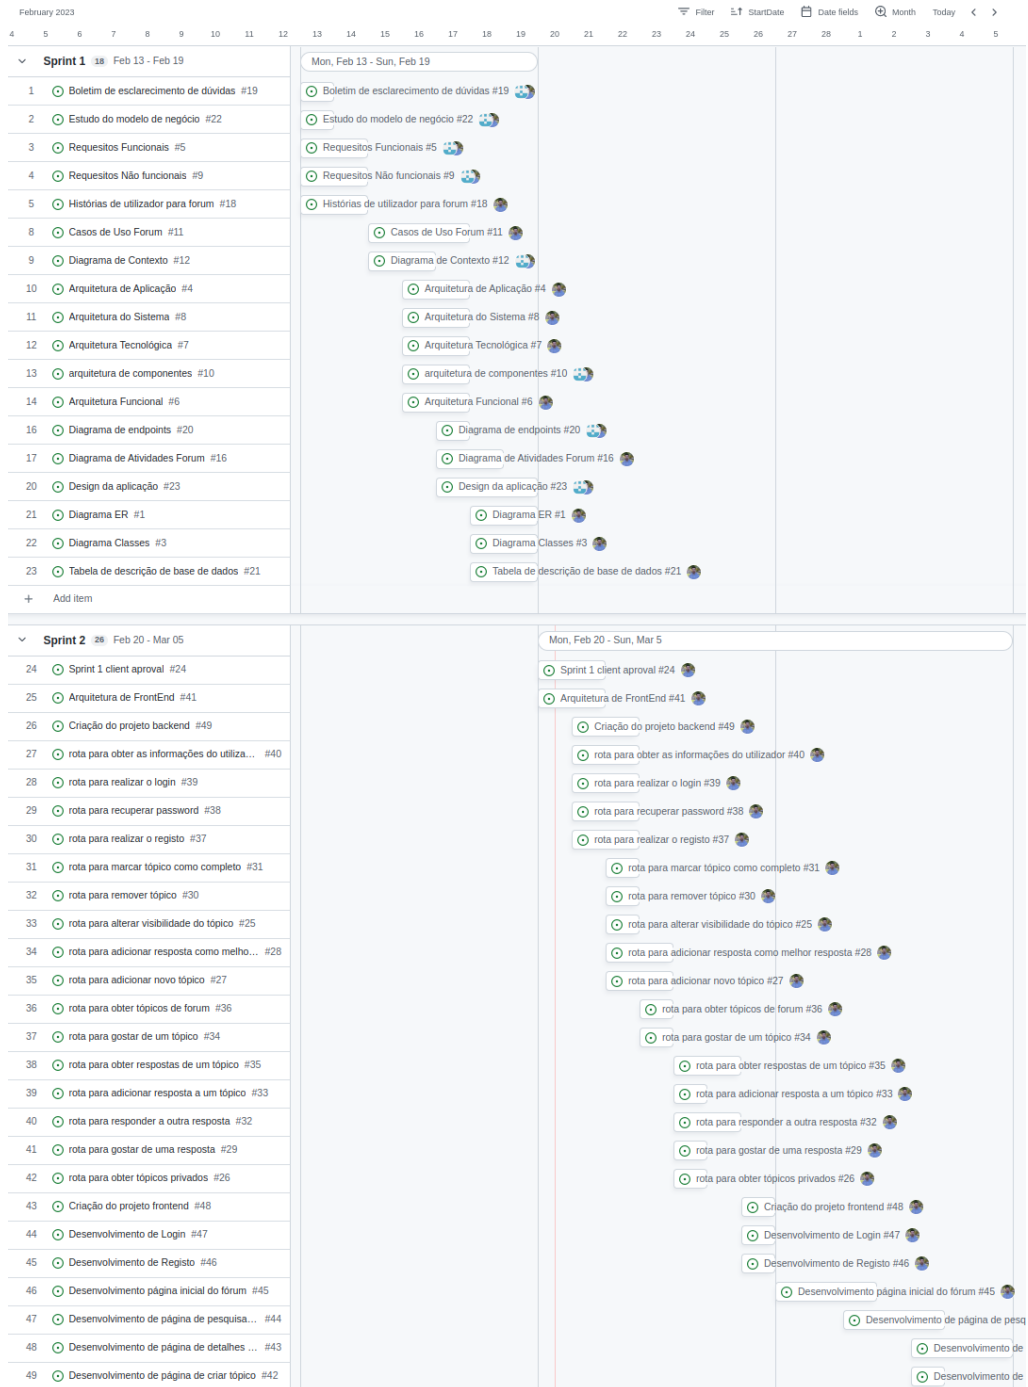 February 2023 Filter StartDate Date fields Month Today
4 5 6 7 8 9 10 11 12 13 14 15 16 17 18 19 20 21 22 23 24 25 26 27 28 1 2 3 4 5
Sprint 1 18 Feb 13 - Feb 19 Mon, Feb 13 - Sun, Feb 19
1 Boletim de esclarecimento de dúvidas #19 Boletim de esclarecimento de dúvidas #19
2 Estudo do modelo de negócio #22 Estudo do modelo de negócio #22
3 Requesitos Funcionais #5 Requesitos Funcionais #5
4 Requesitos Não funcionais #9 Requesitos Não funcionais #9
5 Histórias de utilizador para forum #18 Histórias de utilizador para forum #18
8 Casos de Uso Forum #11 Casos de Uso Forum #11
9 Diagrama de Contexto #12 Diagrama de Contexto #12
10 Arquitetura de Aplicação #4 Arquitetura de Aplicação #4
11 Arquitetura do Sistema #8 Arquitetura do Sistema #8
12 Arquitetura Tecnológica #7 Arquitetura Tecnológica #7
13 arquitetura de componentes #10 arquitetura de componentes #10
14 Arquitetura Funcional #6 Arquitetura Funcional #6
16 Diagrama de endpoints #20 Diagrama de endpoints #20
17 Diagrama de Atividades Forum #16 Diagrama de Atividades Forum #16
20 Design da aplicação #23 Design da aplicação #23
21 Diagrama ER #1 Diagrama ER #1
22 Diagrama Classes #3 Diagrama Classes #3
23 Tabela de descrição de base de dados #21 Tabela de descrição de base de dados #21
+ Add item
Sprint 2 26 Feb 20 - Mar 05 Mon, Feb 20 - Sun, Mar 5
24 Sprint 1 client aproval #24 Sprint 1 client aproval #24
25 Arquitetura de FrontEnd #41 Arquitetura de FrontEnd #41
26 Criação do projeto backend #49 Criação do projeto backend #49
27 rota para obter as informações do utiliza... #40 rota para obter as informações do utilizador #40
28 rota para realizar o login #39 rota para realizar o login #39
29 rota para recuperar password #38 rota para recuperar password #38
30 rota para realizar o registo #37 rota para realizar o registo #37
31 rota para marcar tópico como completo #31 rota para marcar tópico como completo #31
32 rota para remover tópico #30 rota para remover tópico #30
33 rota para alterar visibilidade do tópico #25 rota para alterar visibilidade do tópico #25
34 rota para adicionar resposta como melho... #28 rota para adicionar resposta como melhor resposta #28
35 rota para adicionar novo tópico #27 rota para adicionar novo tópico #27
36 rota para obter tópicos de forum #36 rota para obter tópicos de forum #36
37 rota para gostar de um tópico #34 rota para gostar de um tópico #34
38 rota para obter respostas de um tópico #35 rota para obter respostas de um tópico #35
39 rota para adicionar resposta a um tópico #33 rota para adicionar resposta a um tópico #33
40 rota para responder a outra resposta #32 rota para responder a outra resposta #32
41 rota para gostar de uma resposta #29 rota para gostar de uma resposta #29
42 rota para obter tópicos privados #26 rota para obter tópicos privados #26
43 Criação do projeto frontend #48 Criação do projeto frontend #48
44 Desenvolvimento de Login #47 Desenvolvimento de Login #47
45 Desenvolvimento de Registo #46 Desenvolvimento de Registo #46
46 Desenvolvimento página inicial do fórum #45 Desenvolvimento página inicial do fórum #45
47 Desenvolvimento de página de pesquisa... #44 Desenvolvimento de página de pesq
48 Desenvolvimento de página de detalhes ... #43 Desenvolvimento de
49 Desenvolvimento de página de criar tópico #42 Desenvolvimento de